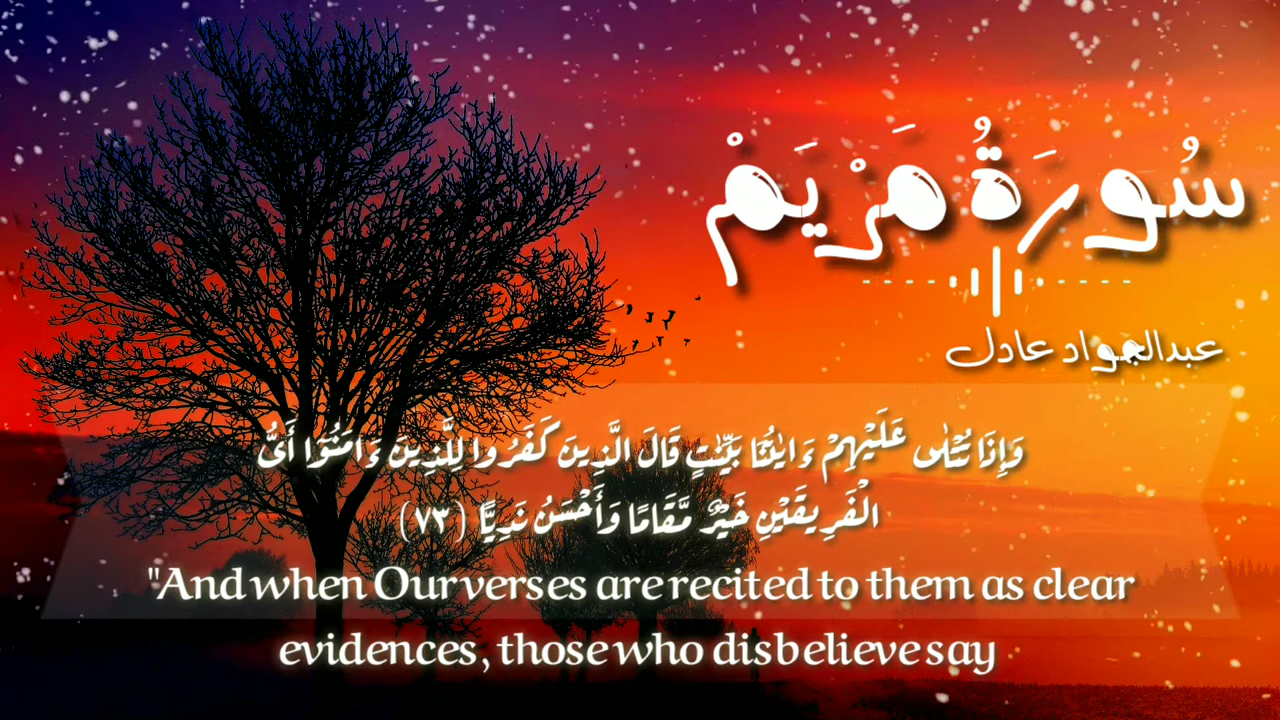 سُورَةُ مَرْيَمْ
عبدالجواد عادل
وَإِذَا تُتْلَىٰ عَلَيْهِمْ ءَايَٰتُنَا بَيِّنَٰتٍ قَالَ الَّذِينَ كَفَرُوا لِلَّذِينَ ءَامَنُوٓا أَىُّ
الْفَرِيقَيْنِ خَيْرٌ مَّقَامًا وَأَحْسَنُ نَدِيًّا (٧٣)
"And when Our verses are recited to them as clear
evidences, those who disbelieve say